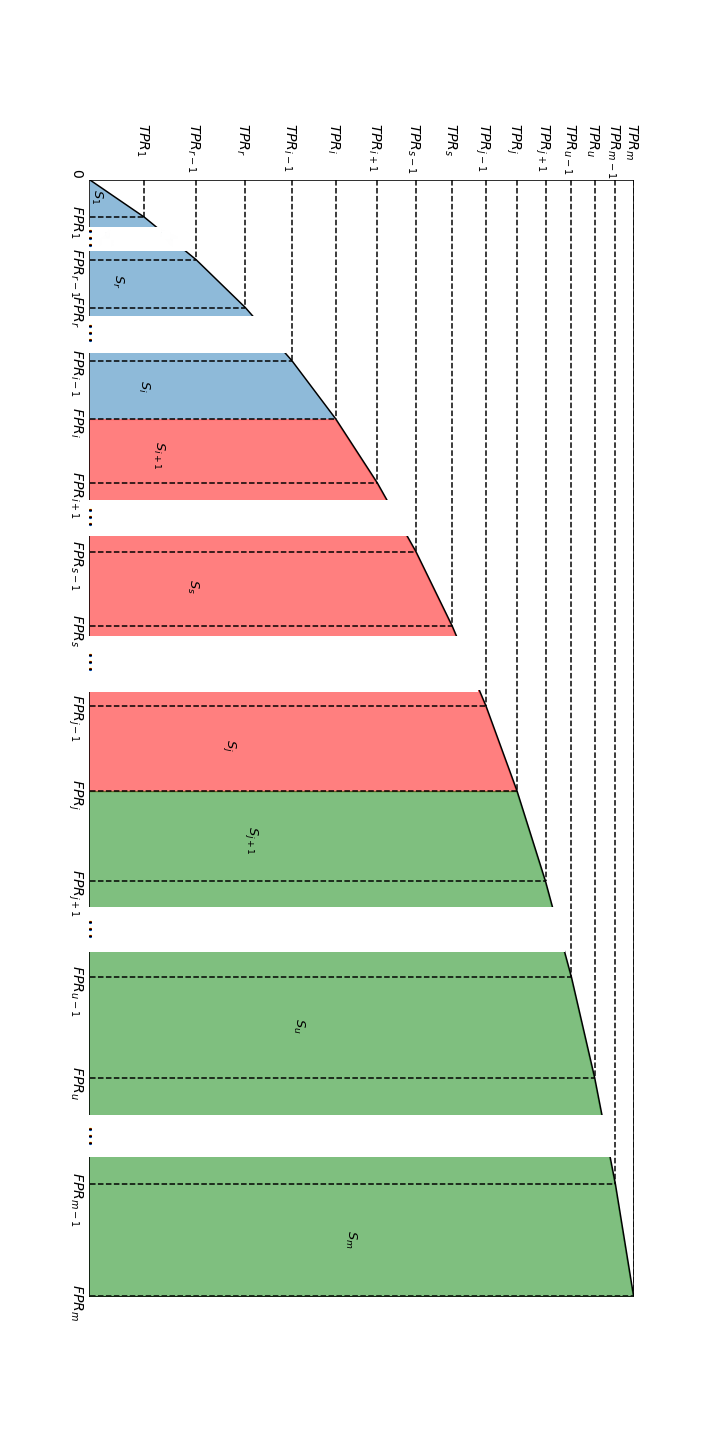 TPR_m
TPR_{m−1}
TPR_u
TPR_{u−1}
TPR_{j+1}
TPR_j
TPR_{j−1}
TPR_s
TPR_{s−1}
TPR_{i+1}
TPR_i
TPR_{i−1}
TPR_r
TPR_{r−1}
TPR_1
S_1
S_r
S_i
S_{i+1}
S_s
S_j
S_{j+1}
S_u
S_m
0 FPR_1 ... FPR_{r−1} FPR_r ... FPR_{i−1} FPR_i FPR_{i+1} ... FPR_{s−1} FPR_s ... FPR_{j−1} FPR_j FPR_{j+1} ... FPR_{u−1} FPR_u ... FPR_{m−1} FPR_m